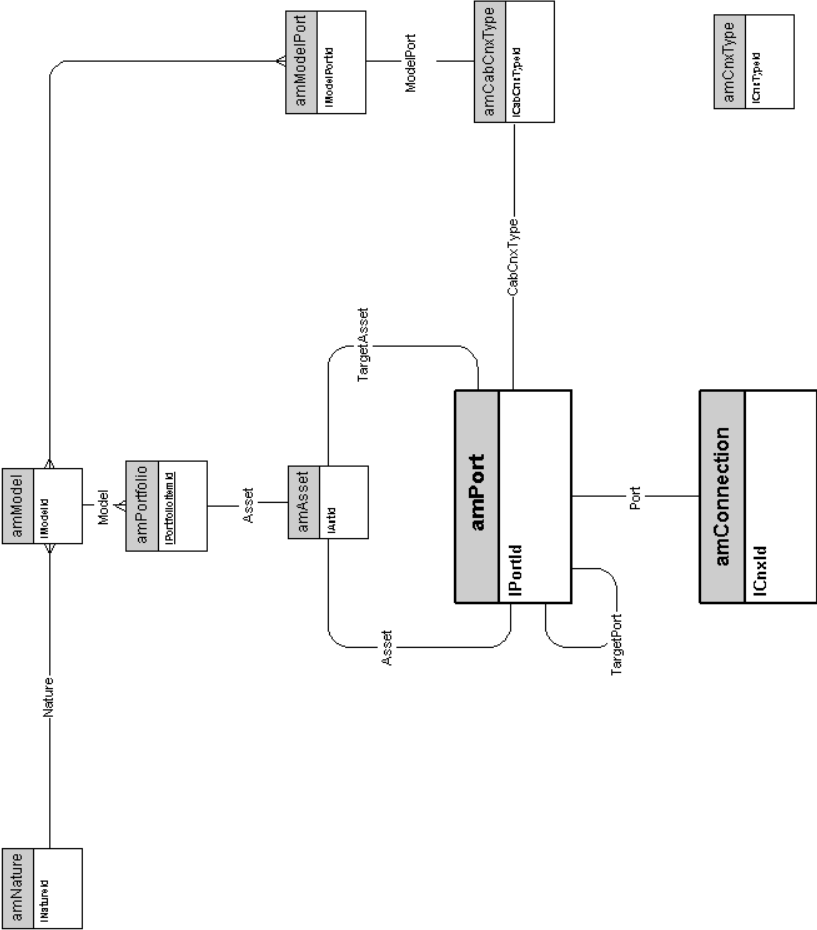 amNature
lNatureId
Nature
amModel
lModelId
Model
amPortfolio
lPortfolioItemId
Asset
amAsset
lAstId
Asset
TargetAsset
amModelPort
lModelPortId
ModelPort
amCabCnxType
lCabCnxTypeId
CabCnxType
amPort
lPortId
TargetPort
Port
amConnection
lCnxId
amCnxType
lCnxTypeId